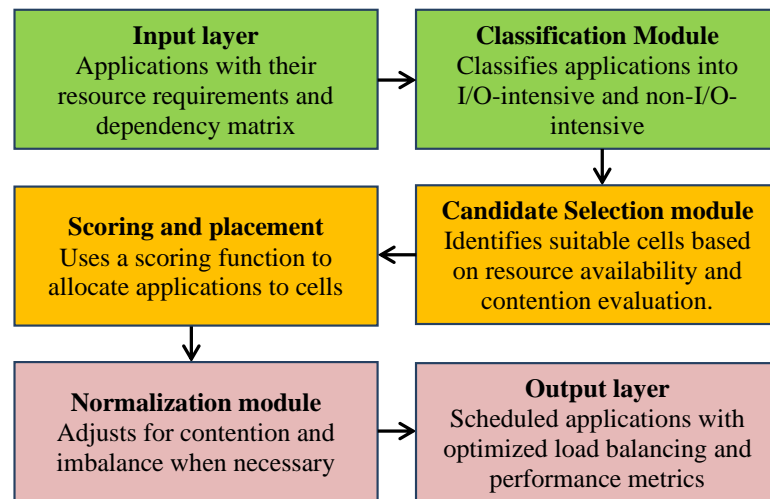 Input layer
Applications with their
resource requirements and
dependency matrix
Classification Module
Classifies applications into
I/O-intensive and non-I/O-
intensive
Candidate Selection module
Identifies suitable cells based
on resource availability and
contention evaluation.
Scoring and placement
Uses a scoring function to
allocate applications to cells
Normalization module
Adjusts for contention and
imbalance when necessary
Output layer
Scheduled applications with
optimized load balancing and
performance metrics